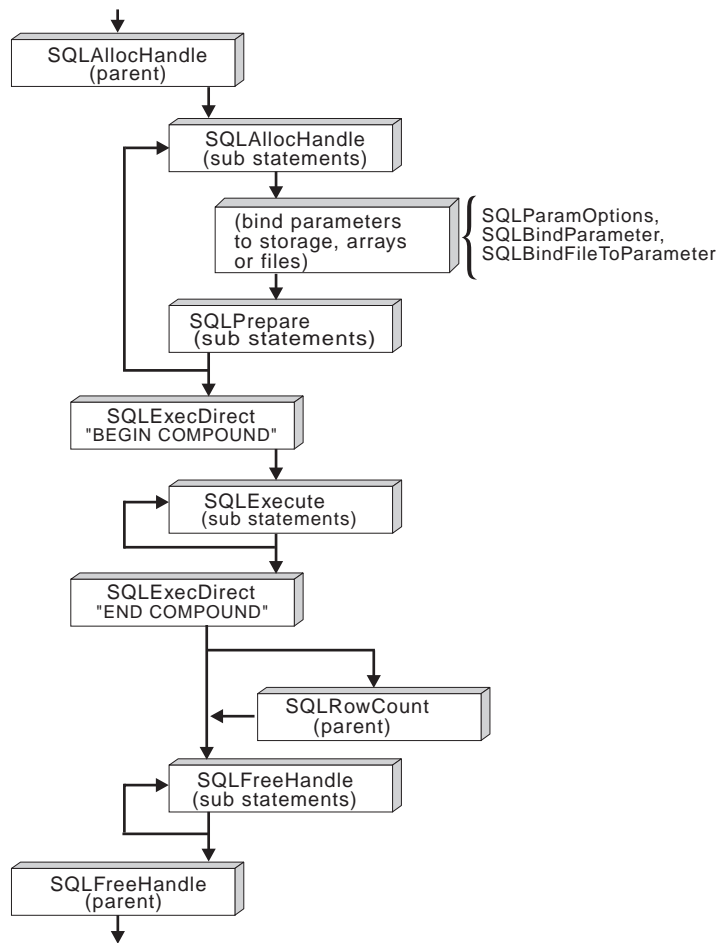 SQLAllocHandle
(parent)
SQLAllocHandle
(sub statements)
(bind parameters
to storage, arrays
or files)
SQLParamOptions,
SQLBindParameter,
SQLBindFileToParameter
SQLPrepare
(sub statements)
SQLExecDirect
"BEGIN COMPOUND"
SQLExecute
(sub statements)
SQLExecDirect
"END COMPOUND"
SQLRowCount
(parent)
SQLFreeHandle
(sub statements)
SQLFreeHandle
(parent)